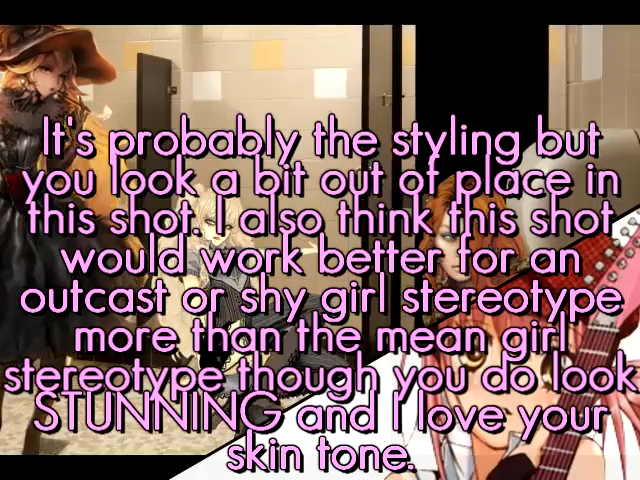 It's probably the styling but
you look a bit out of place in
this shot. I also think this shot
would work better for an
outcast or shy girl stereotype
more than the mean girl
stereotype though you do look
STUNNING and I love your
skin tone.